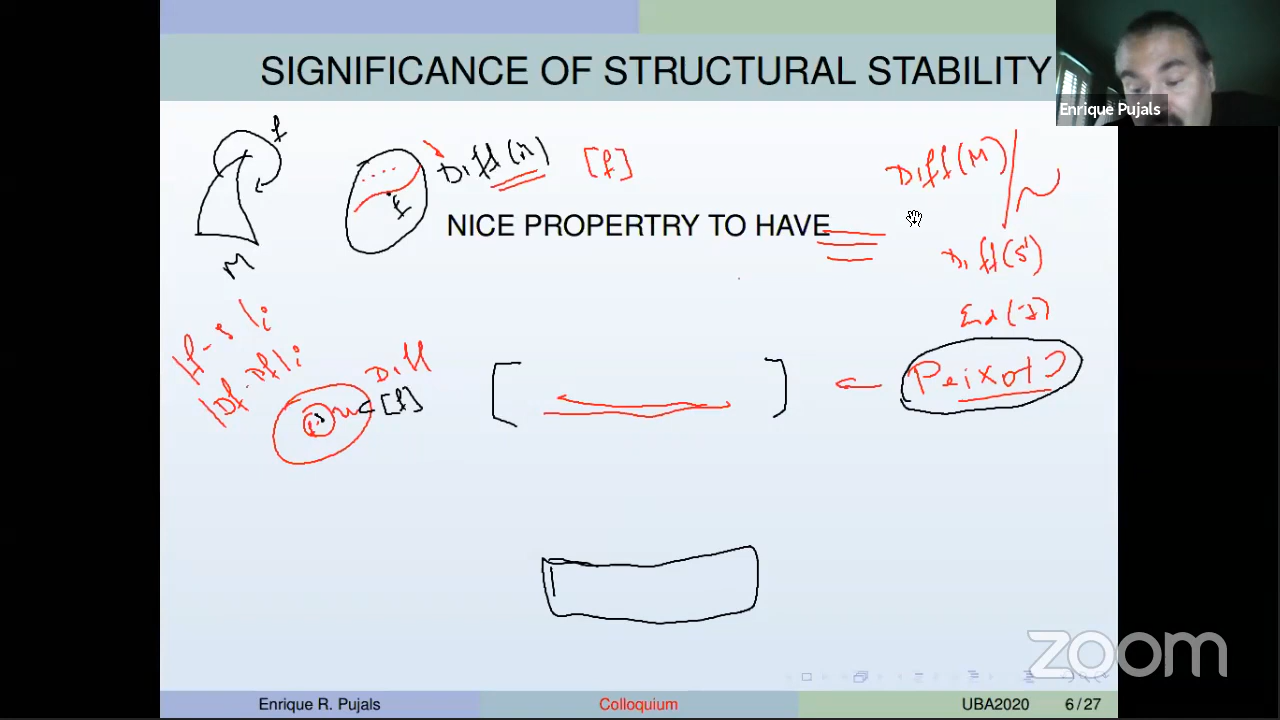 SIGNIFICANCE OF STRUCTURAL STABILITY
Enrique Pujals
f
M
f
Diff(M)
[f]
Diff(M)
NICE PROPERTRY TO HAVE
Diff(S¹)
Diff
[f]
Peixoto
zoom
Enrique R. Pujals
Colloquium
UBA2020
6/27